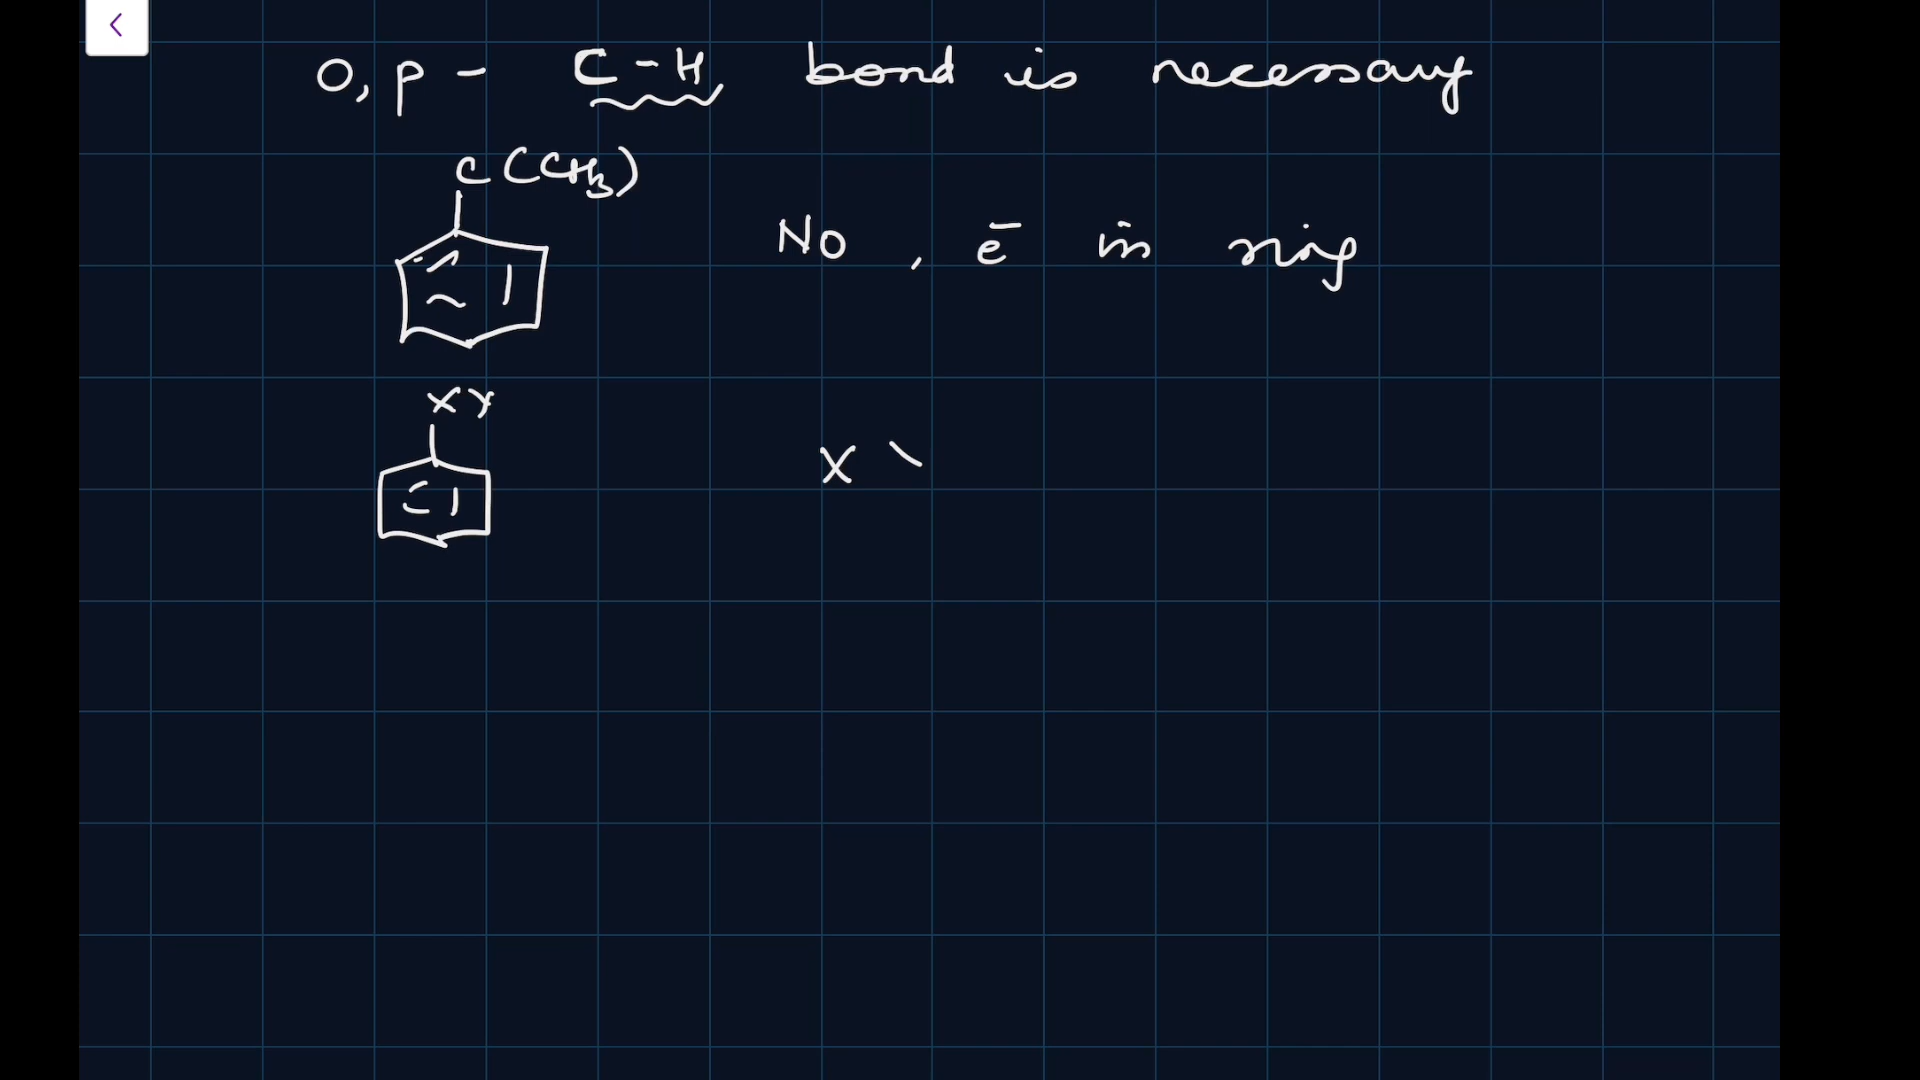 O, p - C-H bond is necessary
C(CH3)
No, e̅ in ring
XY
X